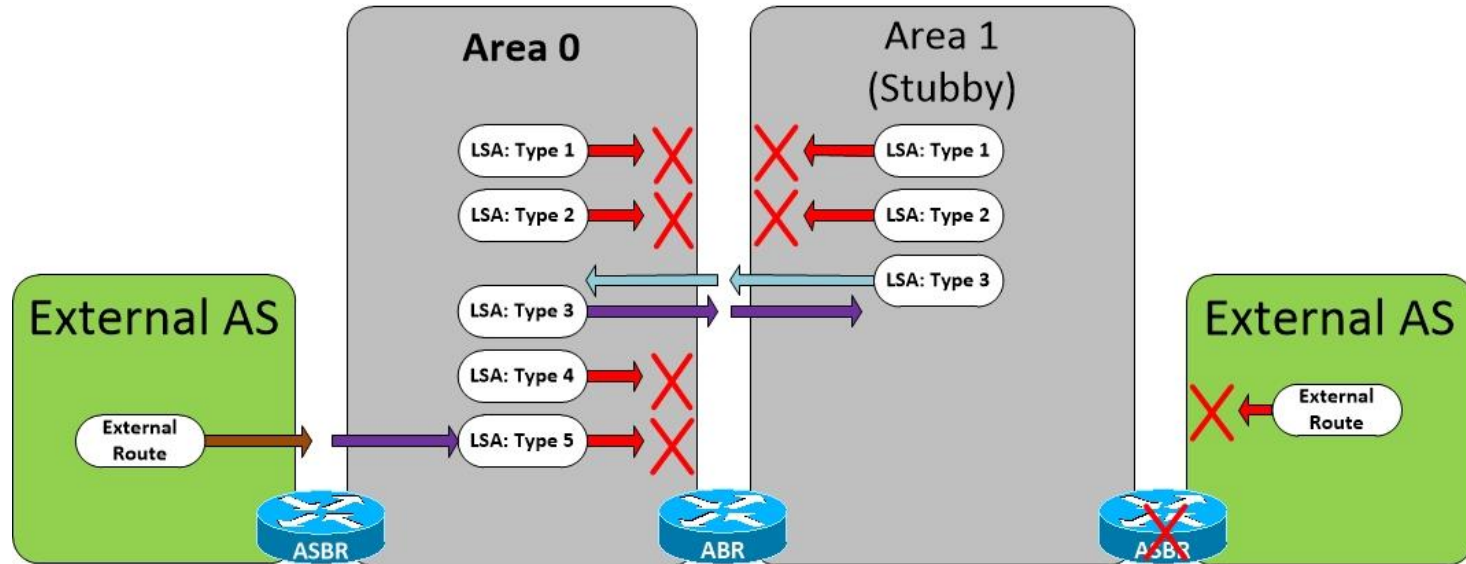 Area 0
Area 1
(Stubby)
LSA: Type 1
LSA: Type 1
LSA: Type 2
LSA: Type 2
LSA: Type 3
External AS
LSA: Type 3
External AS
LSA: Type 4
External
Route
External
Route
LSA: Type 5
ASBR
ABR
ASBR